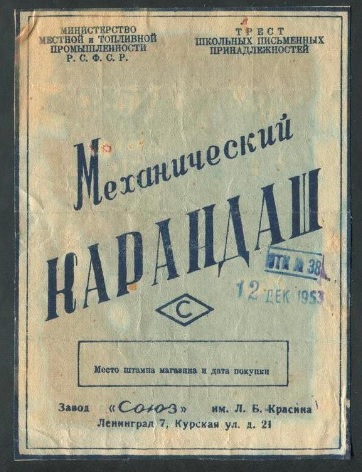 МИНИСТЕРСТВО
МЕСТНОЙ и ТОПЛИВНОЙ
ПРОМЫШЛЕННОСТИ
Р. С. Ф. С. Р.
ТРЕСТ
ШКОЛЬНЫХ ПИСЬМЕННЫХ
ПРИНАДЛЕЖНОСТЕЙ
Механический
КАРАНДАШ
ОТК № 38
12 ДЕК 1953
С
Место штампа магазина и дата покупки
Завод «Союз» им. Л. Б. Красина
Ленинград 7, Курская ул. д. 21